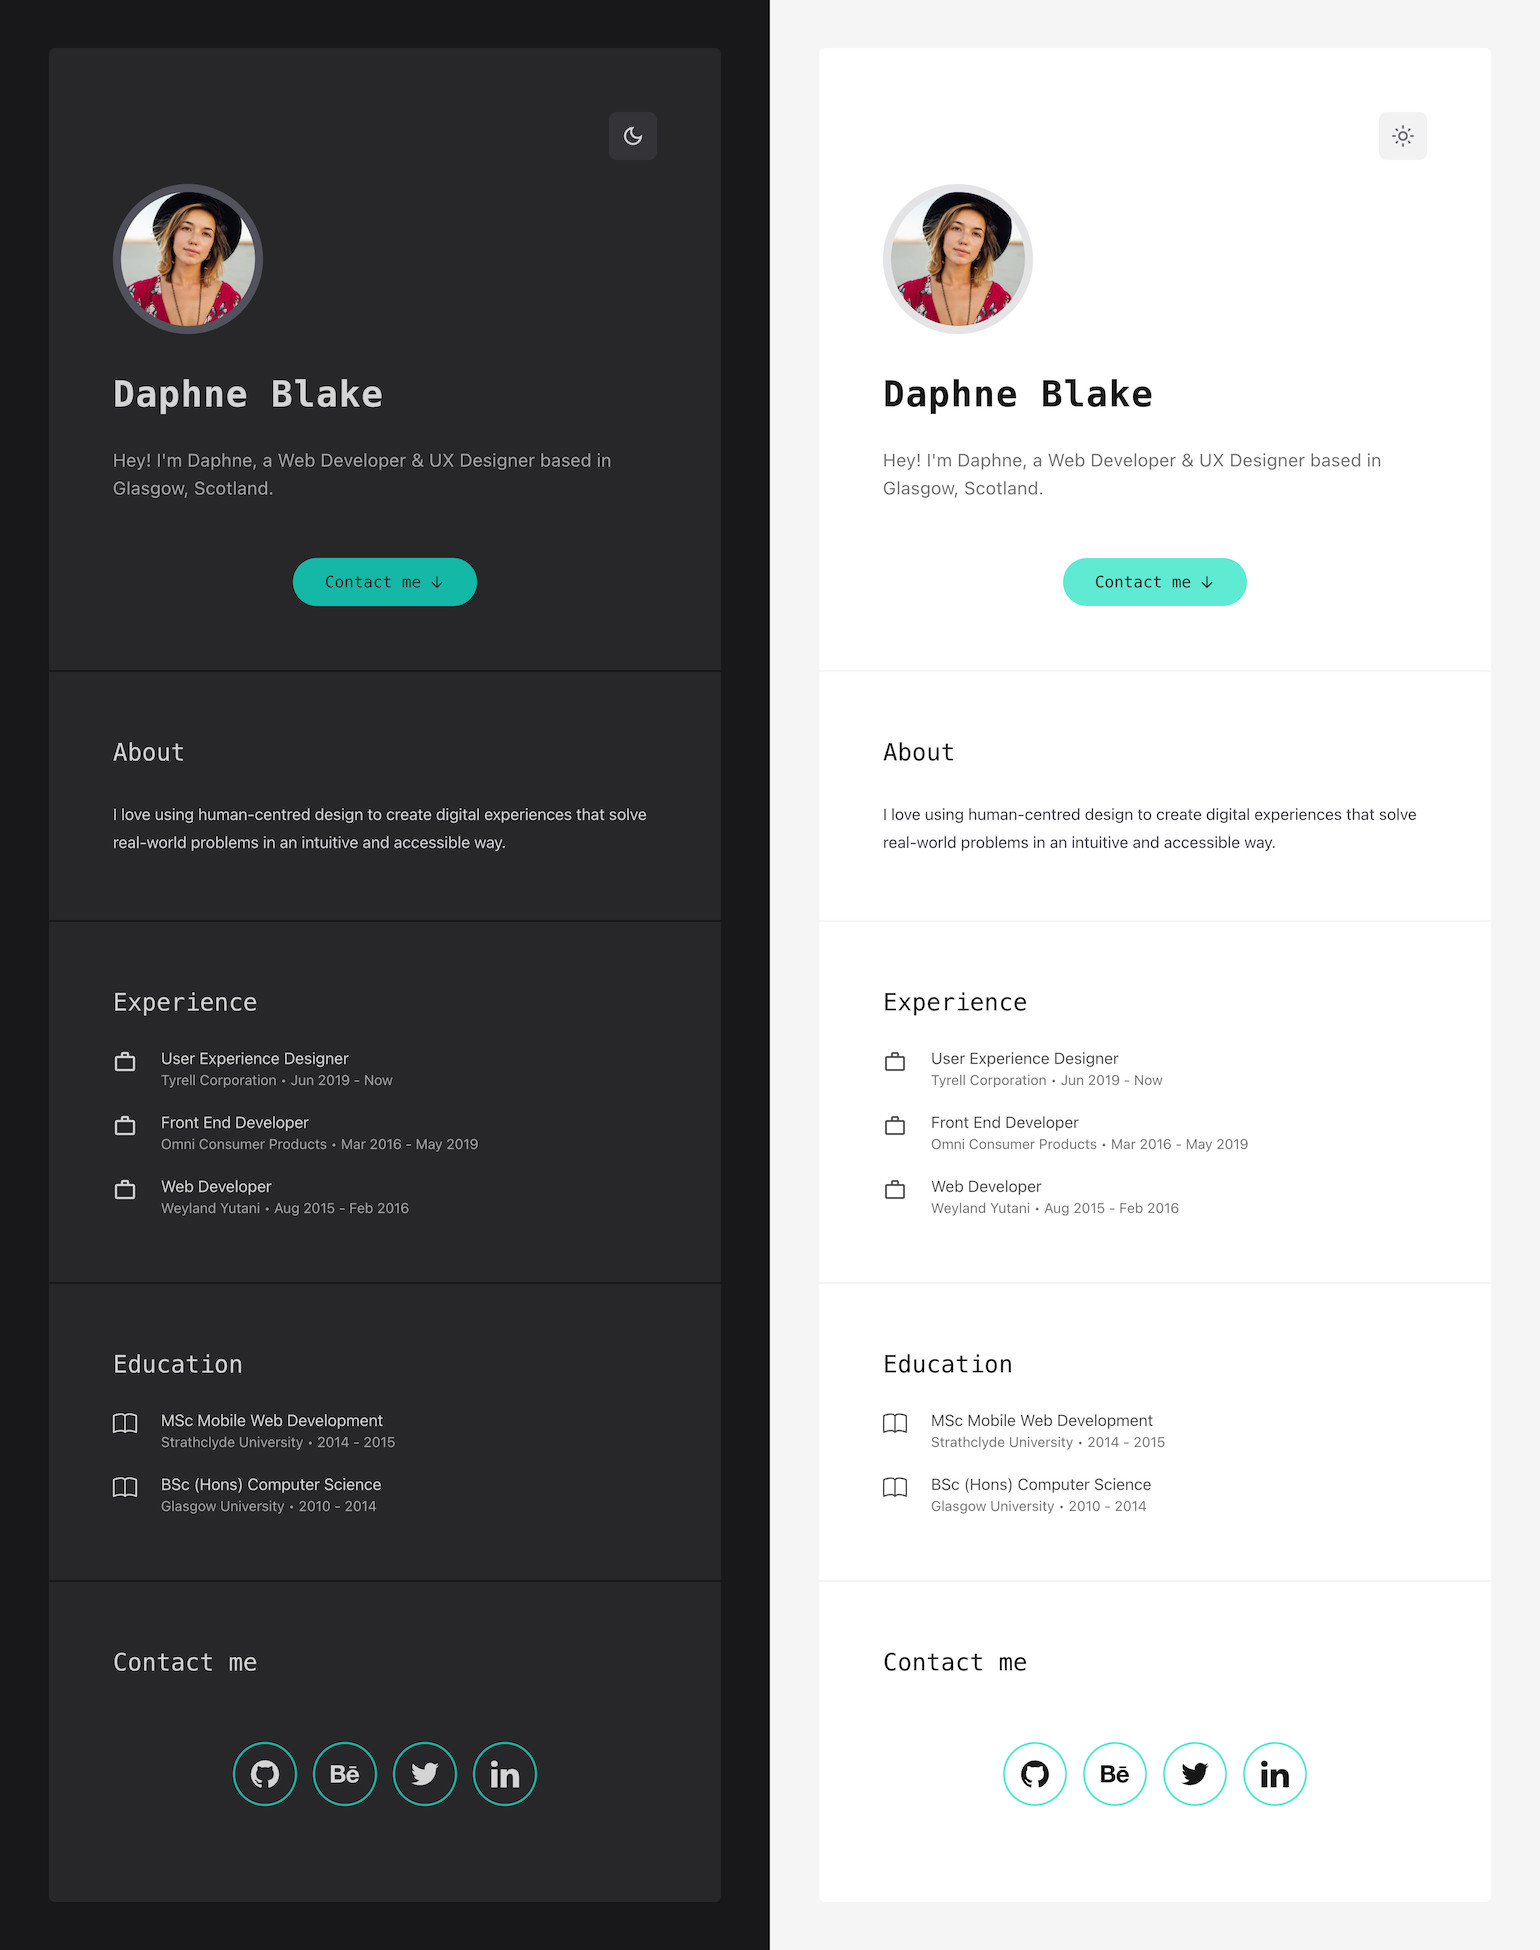 Daphne Blake
Hey! I'm Daphne, a Web Developer & UX Designer based in
Glasgow, Scotland.
Contact me ↓
About
I love using human-centred design to create digital experiences that solve
real-world problems in an intuitive and accessible way.
Experience
User Experience Designer
Tyrell Corporation • Jun 2019 - Now
Front End Developer
Omni Consumer Products • Mar 2016 - May 2019
Web Developer
Weyland Yutani • Aug 2015 - Feb 2016
Education
MSc Mobile Web Development
Strathclyde University • 2014 - 2015
BSc (Hons) Computer Science
Glasgow University • 2010 - 2014
Contact me
Bē
in
Daphne Blake
Hey! I'm Daphne, a Web Developer & UX Designer based in
Glasgow, Scotland.
Contact me ↓
About
I love using human-centred design to create digital experiences that solve
real-world problems in an intuitive and accessible way.
Experience
User Experience Designer
Tyrell Corporation • Jun 2019 - Now
Front End Developer
Omni Consumer Products • Mar 2016 - May 2019
Web Developer
Weyland Yutani • Aug 2015 - Feb 2016
Education
MSc Mobile Web Development
Strathclyde University • 2014 - 2015
BSc (Hons) Computer Science
Glasgow University • 2010 - 2014
Contact me
Bē
in